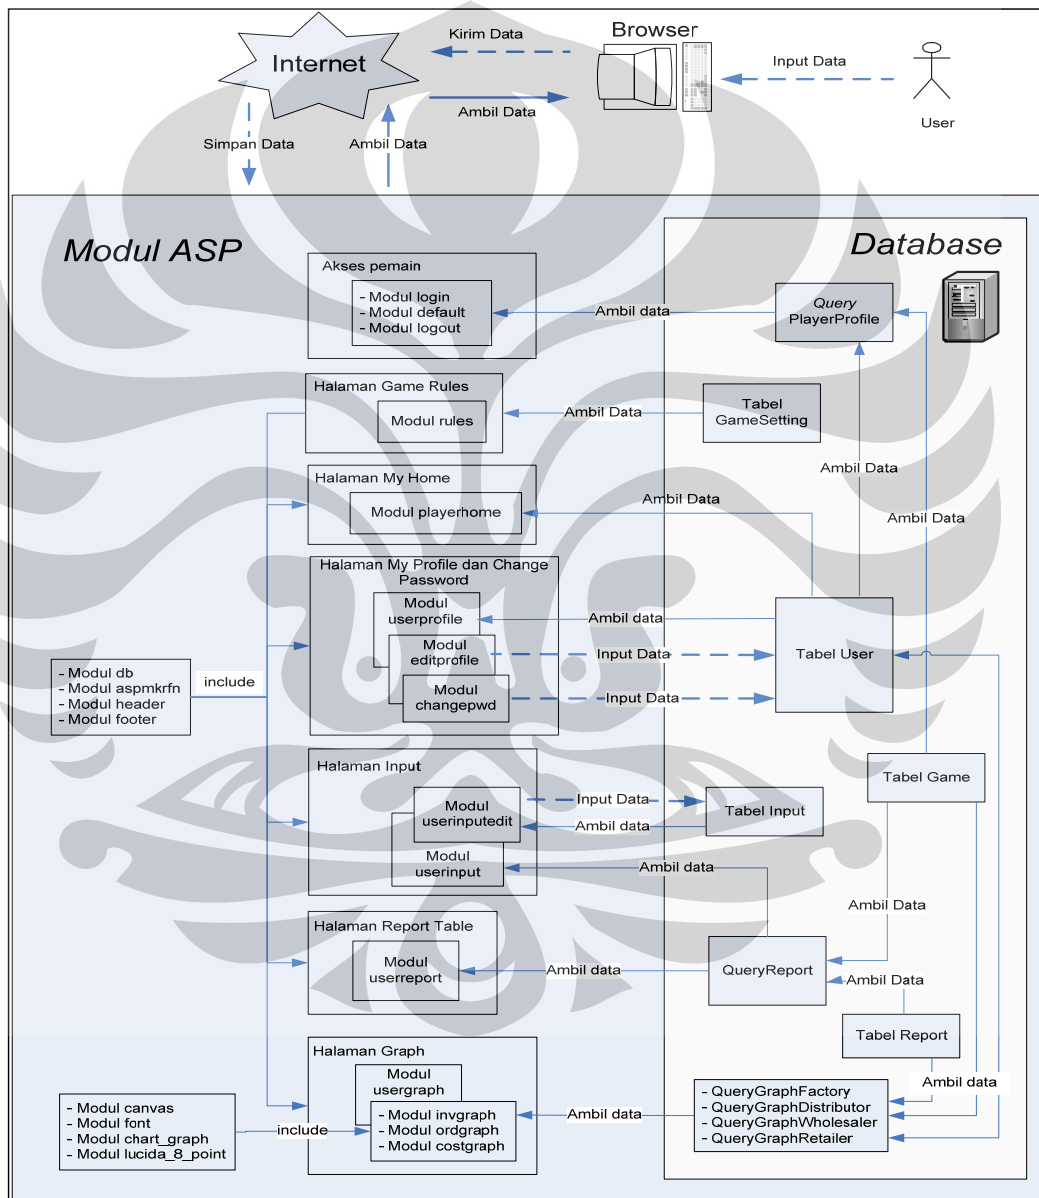 Browser
Kirim Data
Internet
Input Data
Ambil Data
User
Simpan Data
Ambil Data
Modul ASP
Database
Akses pemain
- Modul login
- Modul default
- Modul logout
Ambil data
Query
PlayerProfile
Halaman Game Rules
Modul rules
Ambil Data
Tabel
GameSetting
Ambil Data
Halaman My Home
Modul playerhome
Ambil Data
Ambil Data
Halaman My Profile dan Change
Password
Modul
userprofile
Ambil data
Modul
editprofile
Input Data
Tabel User
Modul
changepwd
Input Data
- Modul db
- Modul aspmkrfn
- Modul header
- Modul footer
include
Halaman Input
Modul
userinputedit
Input Data
Ambil data
Tabel Input
Tabel Game
Modul
userinput
Ambil data
Ambil Data
Halaman Report Table
Modul
userreport
Ambil data
QueryReport
Ambil Data
Tabel Report
Halaman Graph
Modul
usergraph
Ambil data
- Modul invgraph
- Modul ordgraph
- Modul costgraph
Ambil data
- QueryGraphFactory
- QueryGraphDistributor
- QueryGraphWholesaler
- QueryGraphRetailer
- Modul canvas
- Modul font
- Modul chart_graph
- Modul lucida_8_point
include